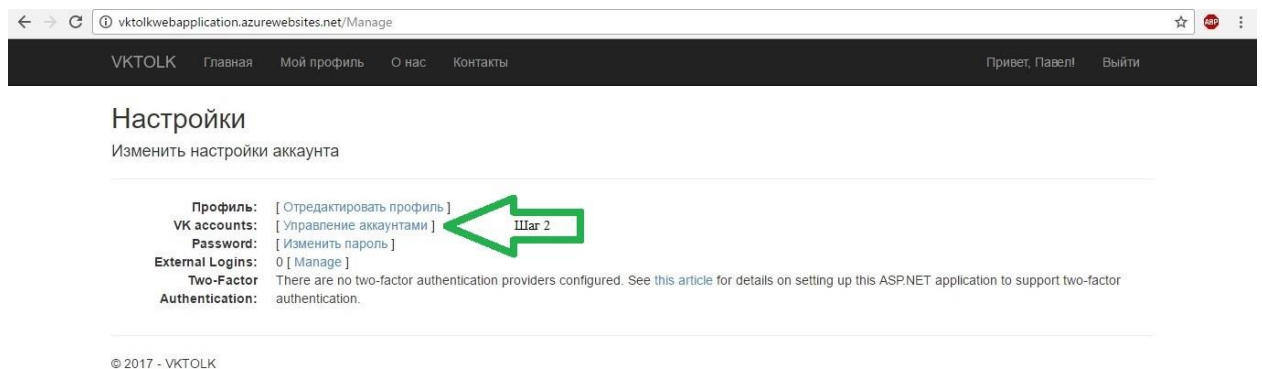 vktolkwebapplication.azurewebsites.net/Manage
ABP
VKTOLK Главная Мой профиль О нас Контакты Привет, Павел! Выйти
Настройки
Изменить настройки аккаунта
Профиль: [ Отредактировать профиль ]
VK accounts: [ Управление аккаунтами ] Шаг 2
Password: [ Изменить пароль ]
External Logins: 0 [ Manage ]
Two-Factor There are no two-factor authentication providers configured. See this article for details on setting up this ASP.NET application to support two-factor
Authentication: authentication.
© 2017 - VKTOLK